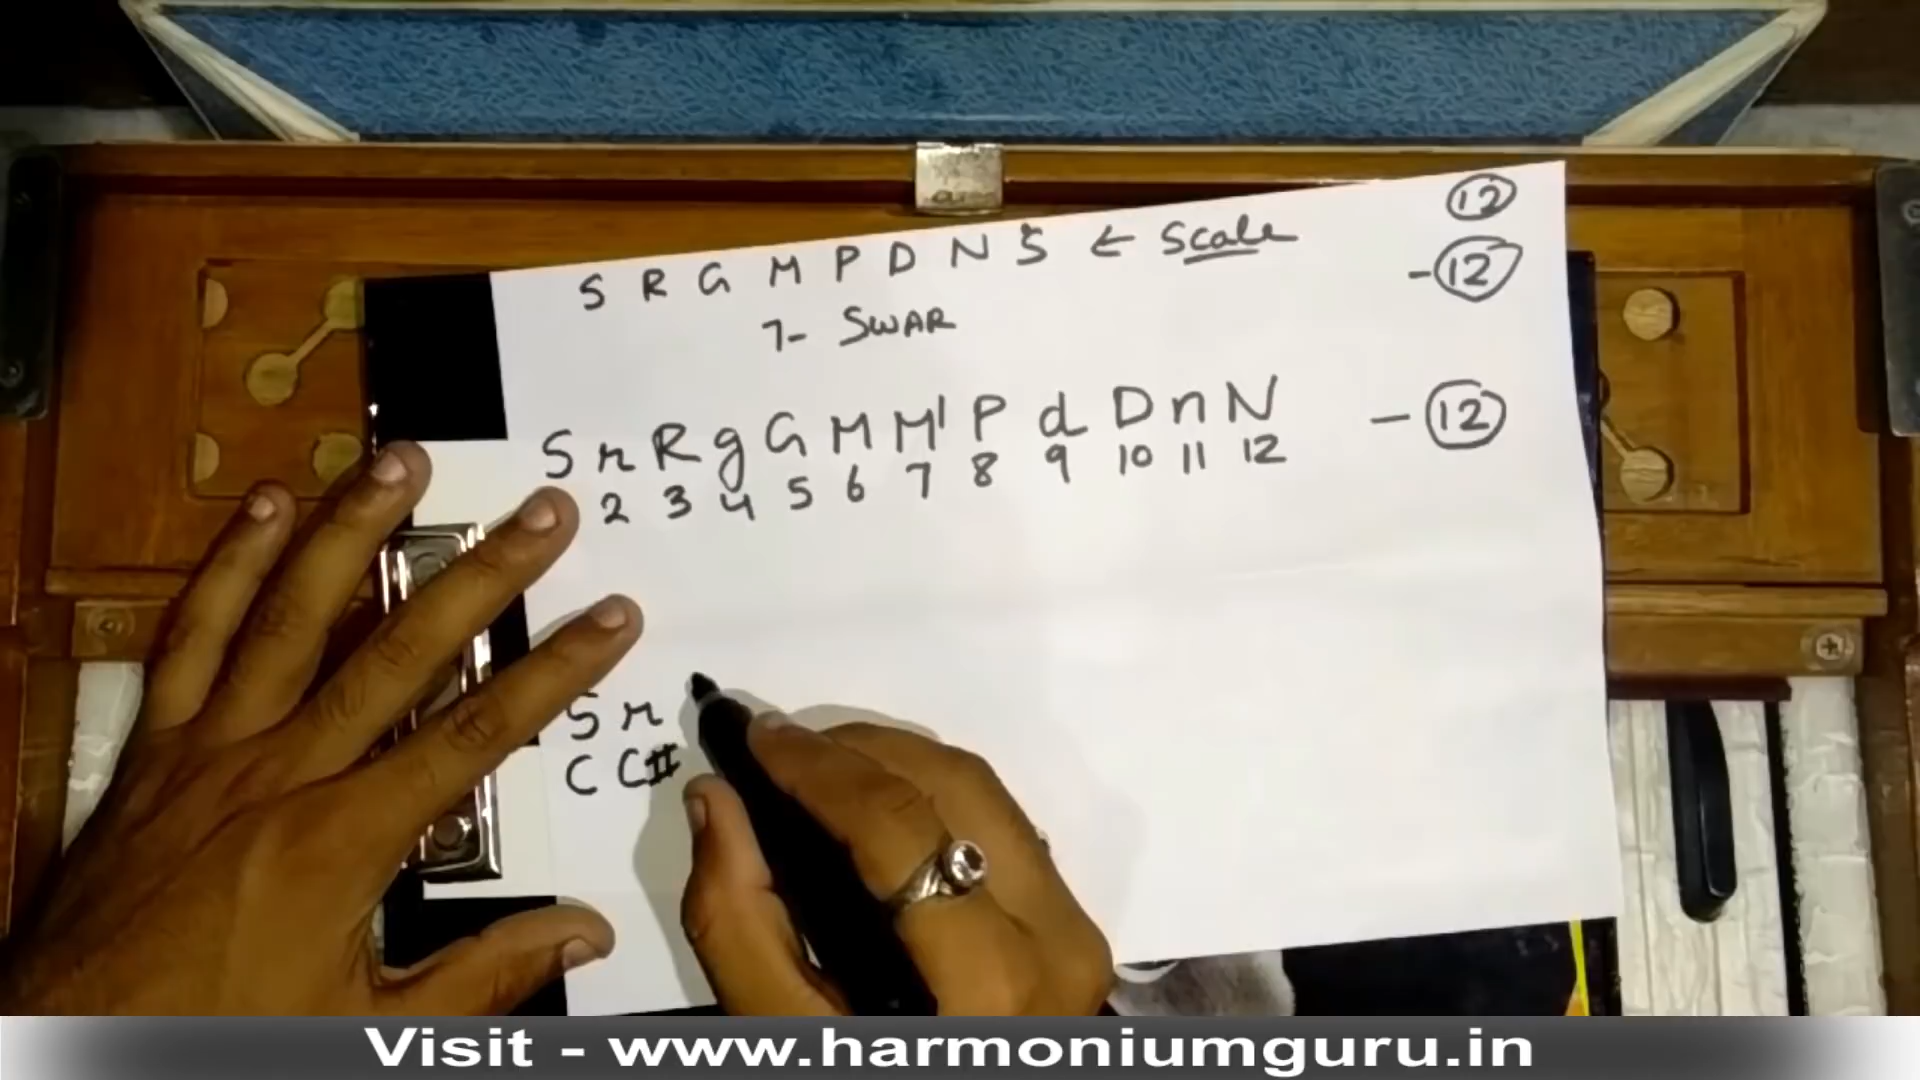 12
S R G M P D N Ṡ ← Scale
- 12
7- SWAR
S r R g G M M' P d D n N - 12
2 3 4 5 6 7 8 9 10 11 12
S r
C C#
Visit - www.harmoniumguru.in